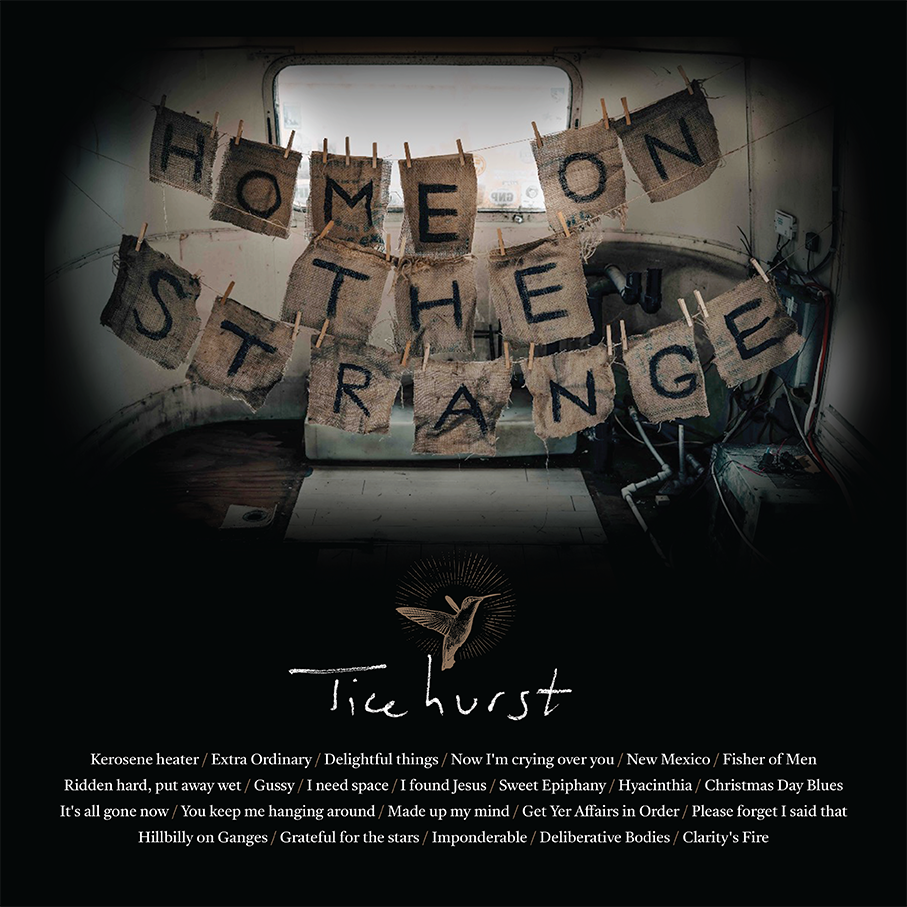 HOME ON
THE
STRANGE
Ticehurst
Kerosene heater / Extra Ordinary / Delightful things / Now I'm crying over you / New Mexico / Fisher of Men
Ridden hard, put away wet / Gussy / I need space / I found Jesus / Sweet Epiphany / Hyacinthia / Christmas Day Blues
It's all gone now / You keep me hanging around / Made up my mind / Get Yer Affairs in Order / Please forget I said that
Hillbilly on Ganges / Grateful for the stars / Imponderable / Deliberative Bodies / Clarity's Fire